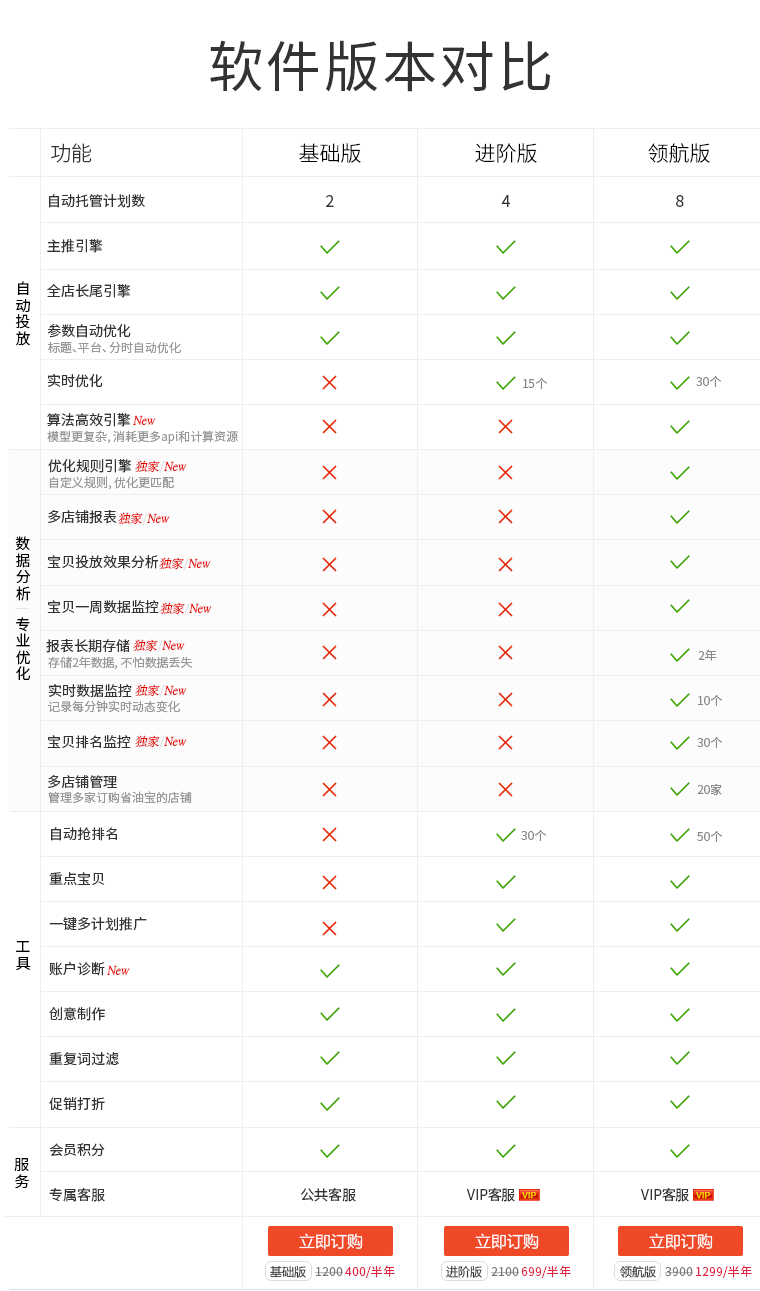 软件版本对比
功能 基础版 进阶版 领航版
自动投放
自动托管计划数 2 4 8
主推引擎
全店长尾引擎
参数自动优化
标题、平台、分时自动优化
实时优化 15个 30个
算法高效引擎 New
模型更复杂, 消耗更多api和计算资源
数据分析
专业优化
优化规则引擎 独家/New
自定义规则, 优化更匹配
多店铺报表 独家/New
宝贝投放效果分析 独家/New
宝贝一周数据监控 独家/New
报表长期存储 独家/New
存储2年数据, 不怕数据丢失 2年
实时数据监控 独家/New
记录每分钟实时动态变化 10个
宝贝排名监控 独家/New 30个
多店铺管理
管理多家订购省油宝的店铺 20家
工具
自动抢排名 30个 50个
重点宝贝
一键多计划推广
账户诊断 New
创意制作
重复词过滤
促销打折
服务
会员积分
专属客服 公共客服 VIP客服 VIP VIP客服 VIP
立即订购 立即订购 立即订购
基础版 1200 400/半年 进阶版 2100 699/半年 领航版 3900 1299/半年